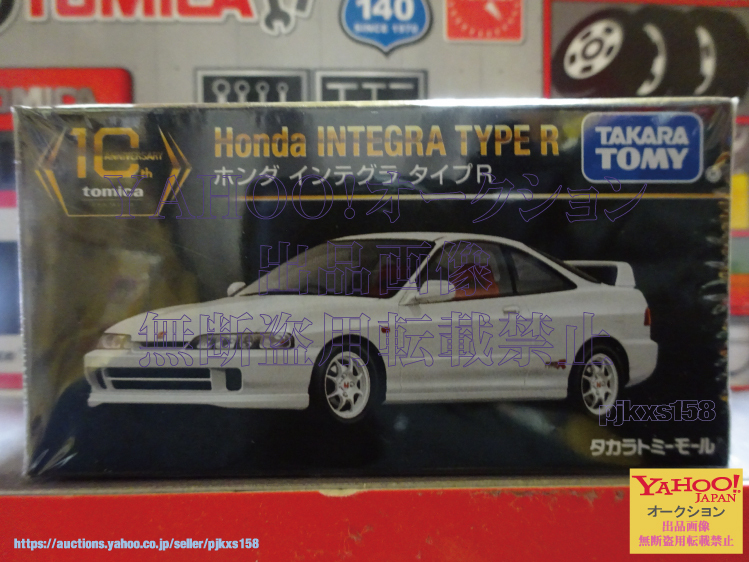 TOMICA
140
SINCE 1970
TOMICA
10th
ANNIVERSARY
tomica
Honda INTEGRA TYPE R
ホンダ インテグラ タイプR
TAKARA
TOMY
YAHOO!オークション
出品画像
無断盗用転載禁止
pjkxs158
タカラトミーモール
YAHOO!
JAPAN
オークション
出品画像
無断盗用転載禁止
https://auctions.yahoo.co.jp/seller/pjkxs158